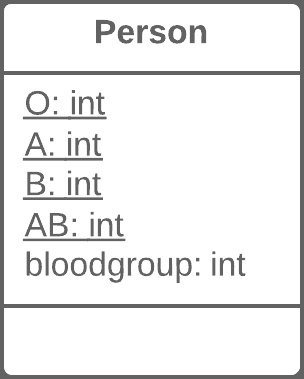 Person
O: int
A: int
B: int
AB: int
bloodgroup: int